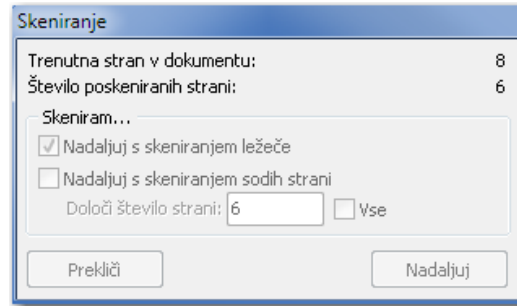 Skeniranje
Trenutna stran v dokumentu: 8
Število poskeniranih strani: 6
Skeniram...
Nadaljuj s skeniranjem ležeče
Nadaljuj s skeniranjem sodih strani
Določi število strani: 6 Vse
Prekliči Nadaljuj